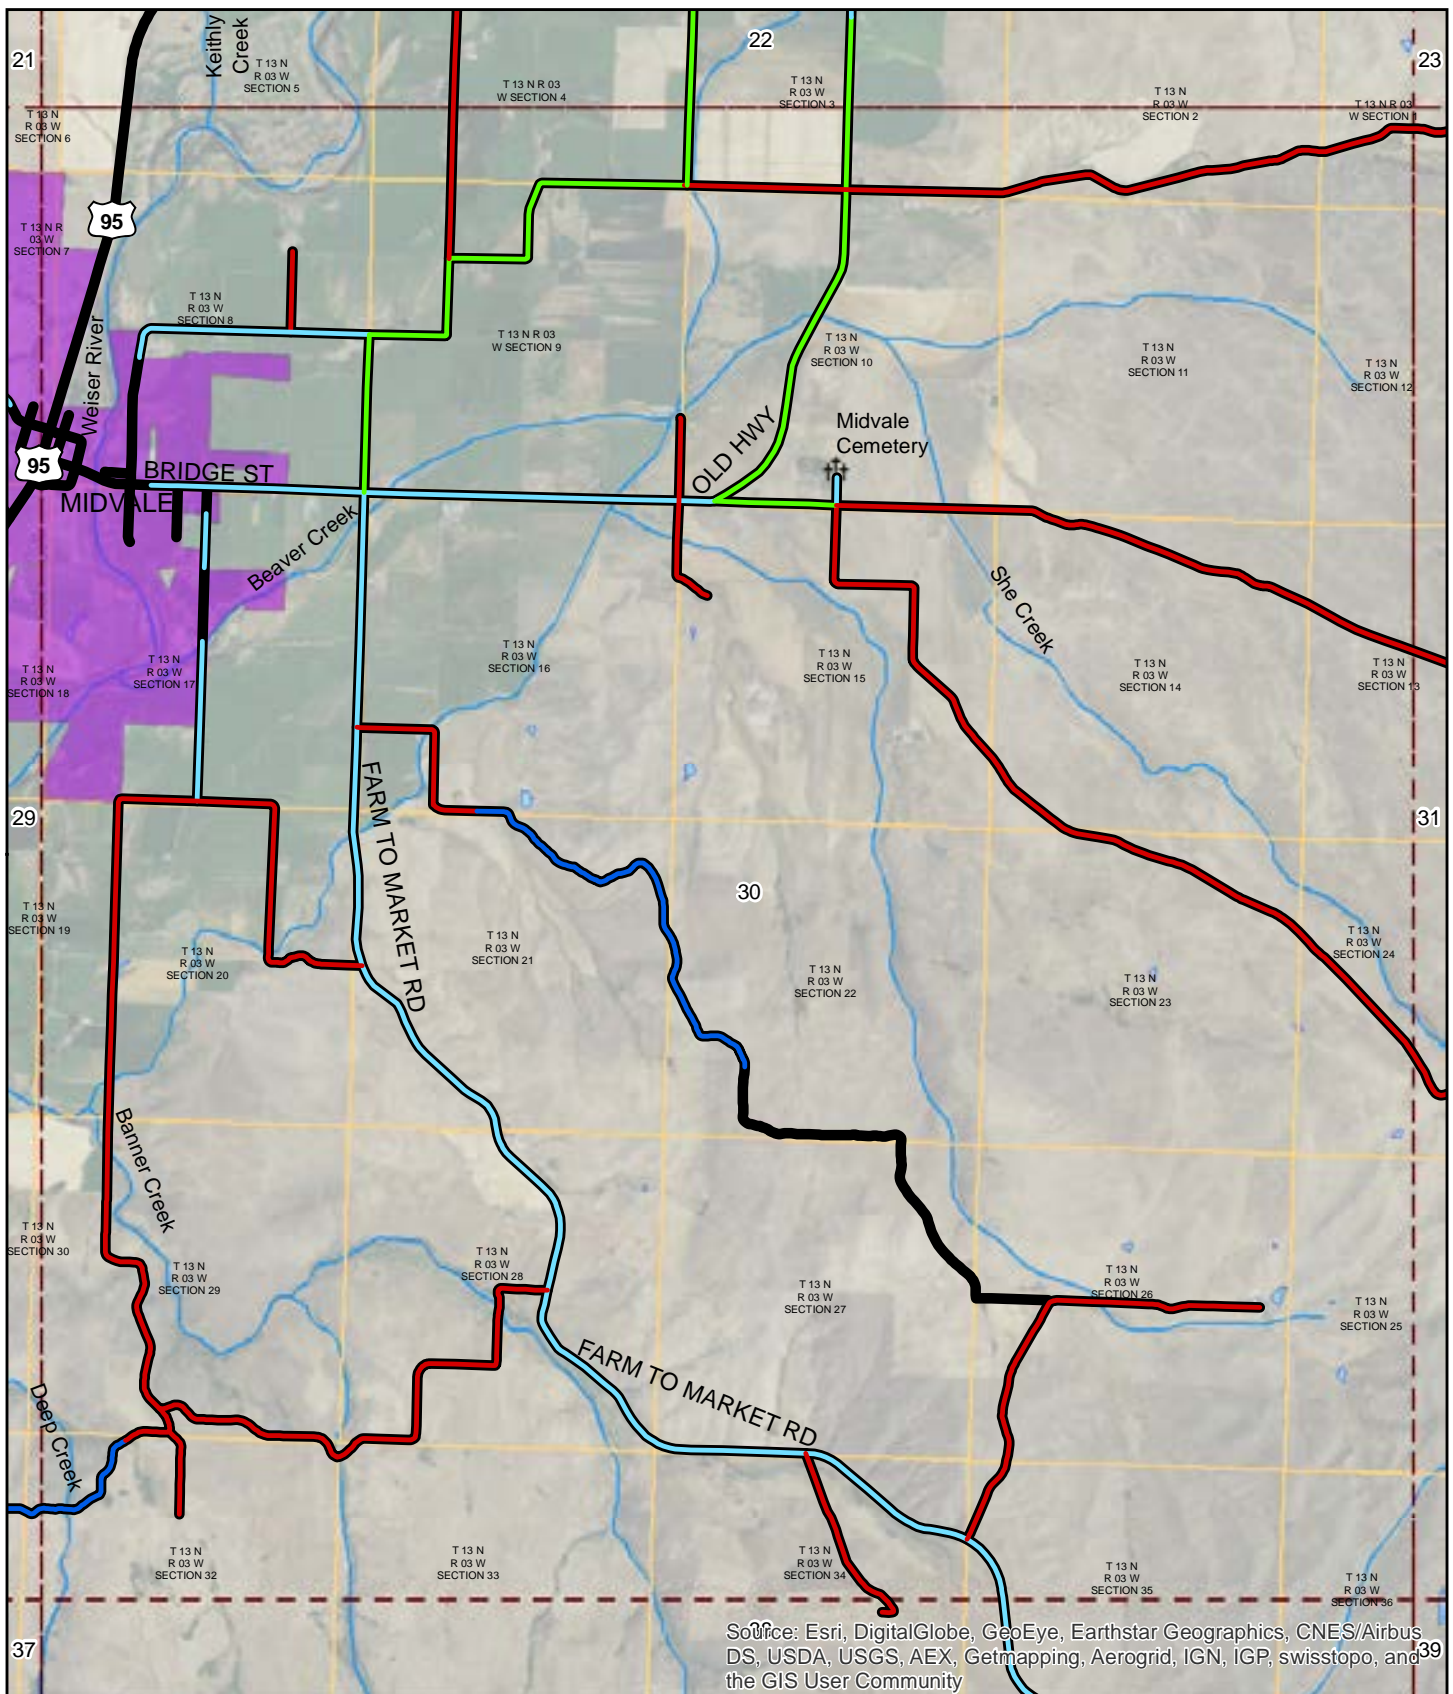 21
Keithly
Creek
T 13 N
R 03 W
SECTION 5
22
23
T 13 N R 03
W SECTION 4
T 13 N
R 03 W
SECTION 3
T 13 N
R 03 W
SECTION 2
T 13 N R 03
W SECTION 1
T 13 N
R 03 W
SECTION 6
95
T 13 N R
03 W
SECTION 7
T 13 N
R 03 W
SECTION 8
Weiser River
T 13 N R 03
W SECTION 9
T 13 N
R 03 W
SECTION 10
T 13 N
R 03 W
SECTION 11
T 13 N
R 03 W
SECTION 12
OLD HWY
Midvale
Cemetery
95
BRIDGE ST
MIDVALE
Beaver Creek
She Creek
T 13 N
R 03 W
SECTION 18
T 13 N
R 03 W
SECTION 17
T 13 N
R 03 W
SECTION 16
T 13 N
R 03 W
SECTION 15
T 13 N
R 03 W
SECTION 14
T 13 N
R 03 W
SECTION 13
29
FARM TO MARKET RD
31
30
T 13 N
R 03 W
SECTION 19
T 13 N
R 03 W
SECTION 20
T 13 N
R 03 W
SECTION 21
T 13 N
R 03 W
SECTION 22
T 13 N
R 03 W
SECTION 23
T 13 N
R 03 W
SECTION 24
Banner Creek
T 13 N
R 03 W
SECTION 30
T 13 N
R 03 W
SECTION 29
T 13 N
R 03 W
SECTION 28
T 13 N
R 03 W
SECTION 27
T 13 N
R 03 W
SECTION 26
T 13 N
R 03 W
SECTION 25
FARM TO MARKET RD
Deep Creek
T 13 N
R 03 W
SECTION 32
T 13 N
R 03 W
SECTION 33
T 13 N
R 03 W
SECTION 34
T 13 N
R 03 W
SECTION 35
T 13 N
R 03 W
SECTION 36
37
39
Source: Esri, DigitalGlobe, GeoEye, Earthstar Geographics, CNES/Airbus
DS, USDA, USGS, AEX, Getmapping, Aerogrid, IGN, IGP, swisstopo, and
the GIS User Community